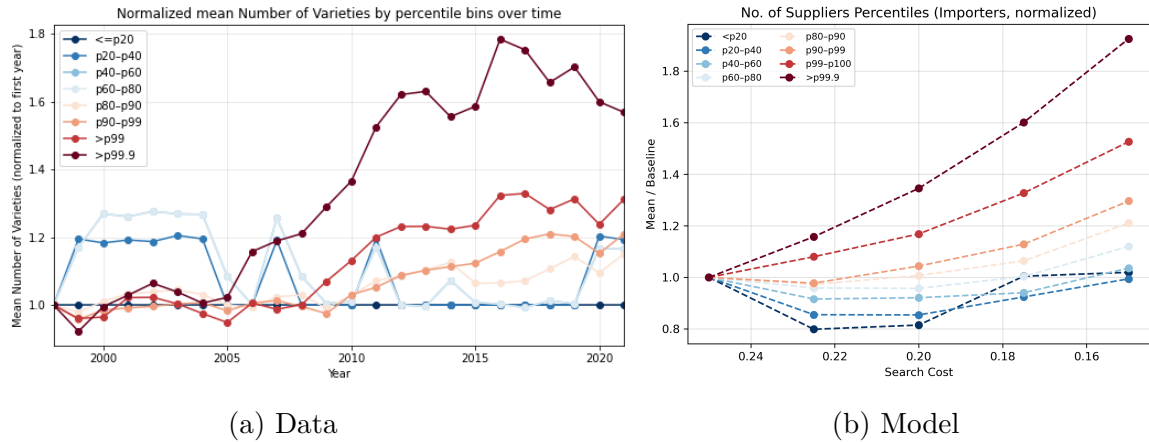 Normalized mean Number of Varieties by percentile bins over time
Mean Number of Varieties (normalized to first year)
1.8
1.6
1.4
1.2
1.0
<=p20
p20–p40
p40–p60
p60–p80
p80–p90
p90–p99
>p99
>p99.9
2000
2005
2010
2015
2020
Year
(a) Data
No. of Suppliers Percentiles (Importers, normalized)
Mean / Baseline
1.8
1.6
1.4
1.2
1.0
0.8
<p20
p20–p40
p40–p60
p60–p80
p80–p90
p90–p99
p99–p100
>p99.9
0.24
0.22
0.20
0.18
0.16
Search Cost
(b) Model